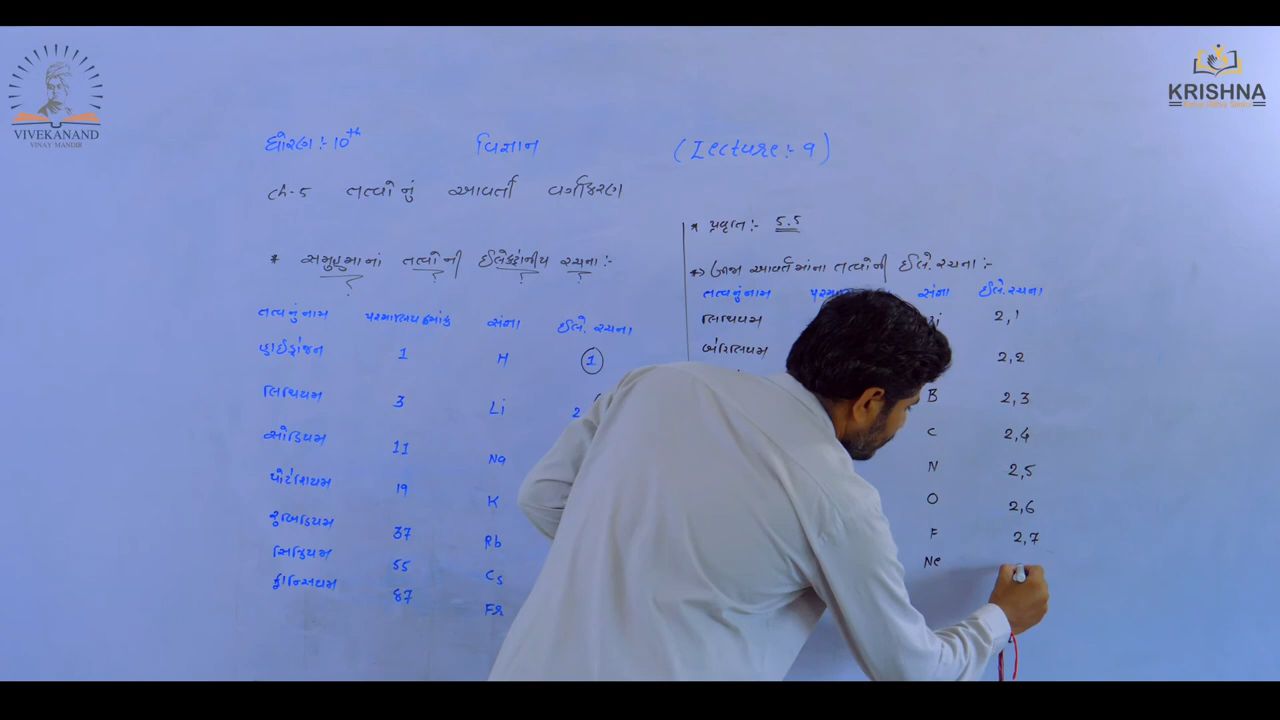 VIVEKANAND
VINAY MANDIR
KRISHNA
ધોરણ :- 10th વિજ્ઞાન (Lecture :- 9)
ch-5 તત્વોનું આવર્તી વર્ગીકરણ
* સમુહમાનાં તત્વોની ઈલેક્ટ્રોનીય રચના :-
તત્વનું નામ પરમાણ્વિય ક્રમાંક સંજ્ઞા ઈલે. રચના
હાઈડ્રોજન 1 H 1
લિથિયમ 3 Li 2
સોડિયમ 11 Na
પોટેશિયમ 19 K
રુબિડિયમ 37 Rb
સિઝિયમ 55 Cs
ફ્રાન્સિયમ 87 Fr
* પ્રવૃતિ :- 5.5
*> બીજા આવર્તમાંના તત્વોની ઈલે. રચના :-
તત્વનું નામ સંજ્ઞા ઈલે. રચના
લિથિયમ 2,1
બેરિલિયમ 2,2
B 2,3
C 2,4
N 2,5
O 2,6
F 2,7
Ne